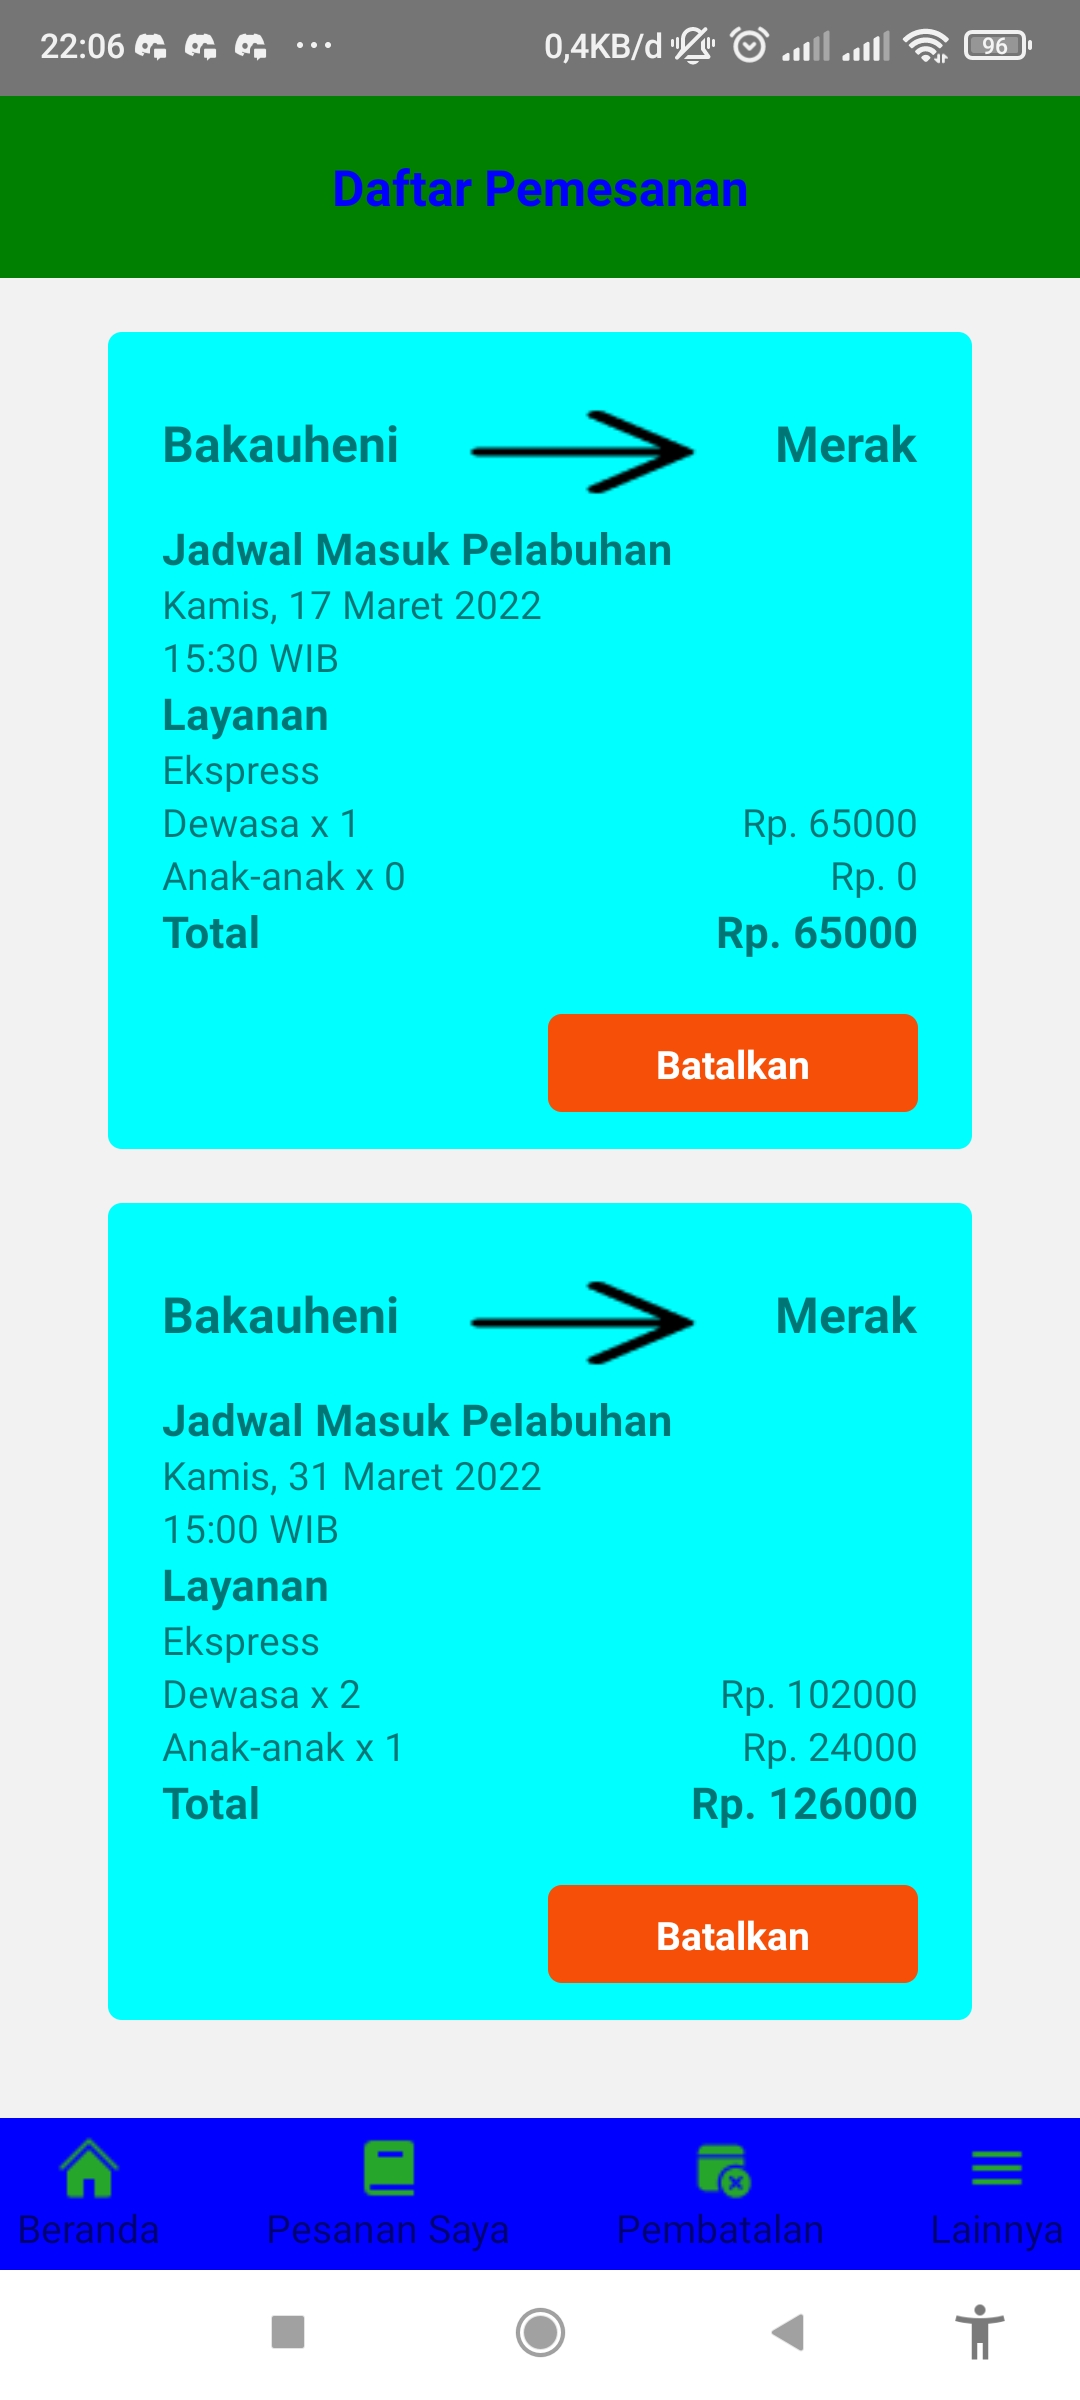 22:06 0,4KB/d 96
Daftar Pemesanan
Bakauheni Merak
Jadwal Masuk Pelabuhan
Kamis, 17 Maret 2022
15:30 WIB
Layanan
Ekspress
Dewasa x 1 Rp. 65000
Anak-anak x 0 Rp. 0
Total Rp. 65000
Batalkan
Bakauheni Merak
Jadwal Masuk Pelabuhan
Kamis, 31 Maret 2022
15:00 WIB
Layanan
Ekspress
Dewasa x 2 Rp. 102000
Anak-anak x 1 Rp. 24000
Total Rp. 126000
Batalkan
Beranda Pesanan Saya Pembatalan Lainnya